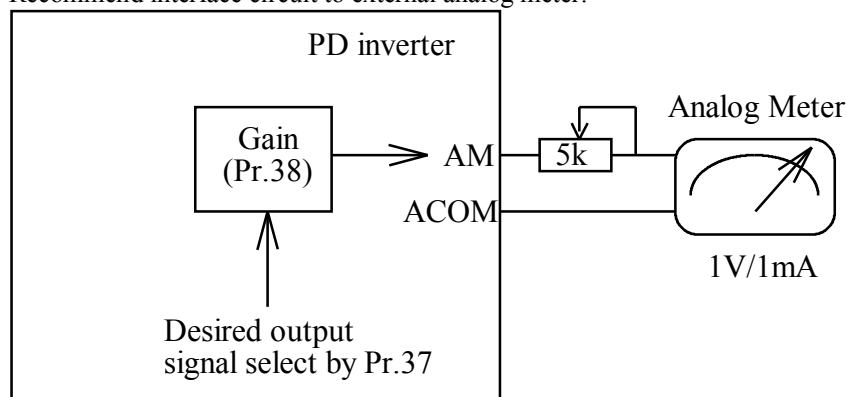 Recommend interface circuit to external analog meter:
PD inverter
Analog Meter
Gain
(Pr.38)
AM
5k
ACOM
1V/1mA
Desired output
signal select by Pr.37